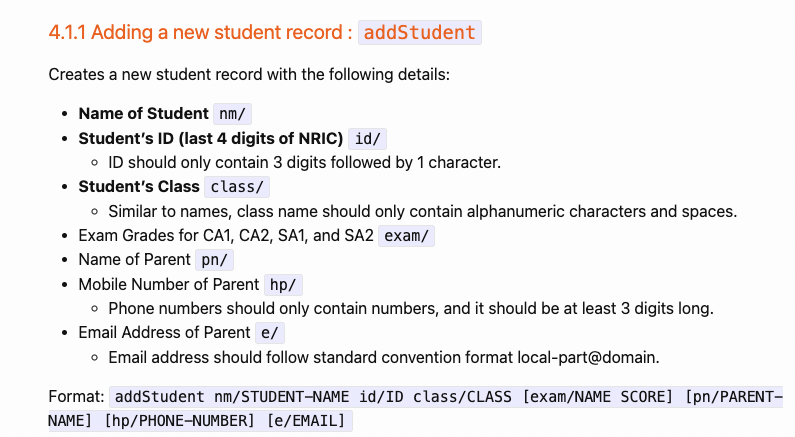 4.1.1 Adding a new student record : addStudent
Creates a new student record with the following details:
• Name of Student nm/
• Student’s ID (last 4 digits of NRIC) id/
◦ ID should only contain 3 digits followed by 1 character.
• Student’s Class class/
◦ Similar to names, class name should only contain alphanumeric characters and spaces.
• Exam Grades for CA1, CA2, SA1, and SA2 exam/
• Name of Parent pn/
• Mobile Number of Parent hp/
◦ Phone numbers should only contain numbers, and it should be at least 3 digits long.
• Email Address of Parent e/
◦ Email address should follow standard convention format local-part@domain.
Format: addStudent nm/STUDENT-NAME id/ID class/CLASS [exam/NAME SCORE] [pn/PARENT-
NAME] [hp/PHONE-NUMBER] [e/EMAIL]